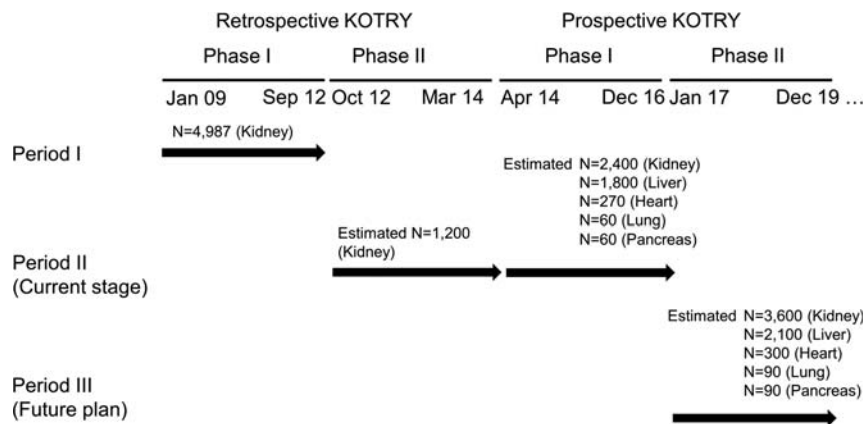 Retrospective KOTRY
Prospective KOTRY
Phase I
Phase II
Phase I
Phase II
Jan 09
Sep 12
Oct 12
Mar 14
Apr 14
Dec 16
Jan 17
Dec 19 ...
Period I
N=4,987 (Kidney)
Estimated N=2,400 (Kidney)
N=1,800 (Liver)
N=270 (Heart)
N=60 (Lung)
N=60 (Pancreas)
Estimated N=1,200
(Kidney)
Period II
(Current stage)
Estimated N=3,600 (Kidney)
N=2,100 (Liver)
N=300 (Heart)
N=90 (Lung)
N=90 (Pancreas)
Period III
(Future plan)